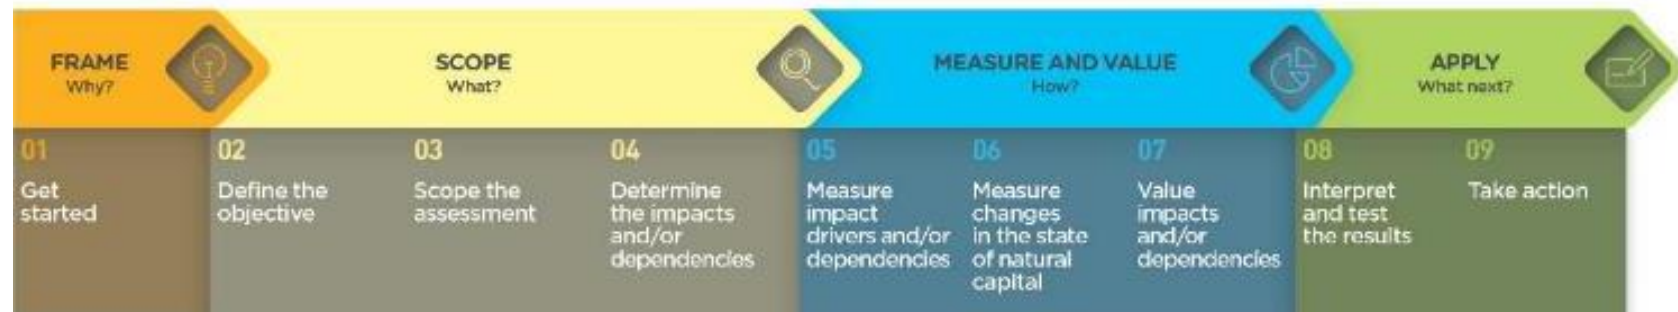 FRAME
Why?
SCOPE
What?
MEASURE AND VALUE
How?
APPLY
What next?
01
Get
started
02
Define the
objective
03
Scope the
assessment
04
Determine
the impacts
and/or
dependencies
05
Measure
impact
drivers and/or
dependencies
06
Measure
changes
in the state
of natural
capital
07
Value
impacts
and/or
dependencies
08
Interpret
and test
the results
09
Take action